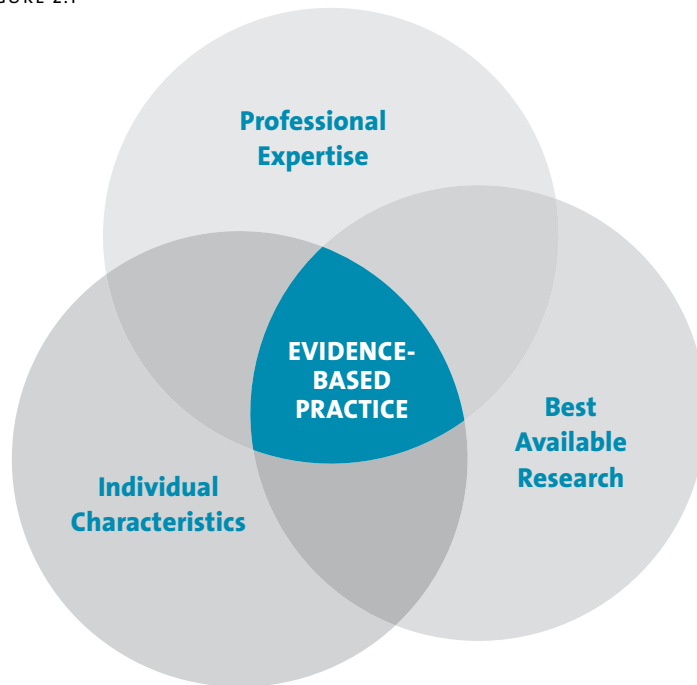 Professional
Expertise
EVIDENCE-
BASED
PRACTICE
Best
Available
Research
Individual
Characteristics